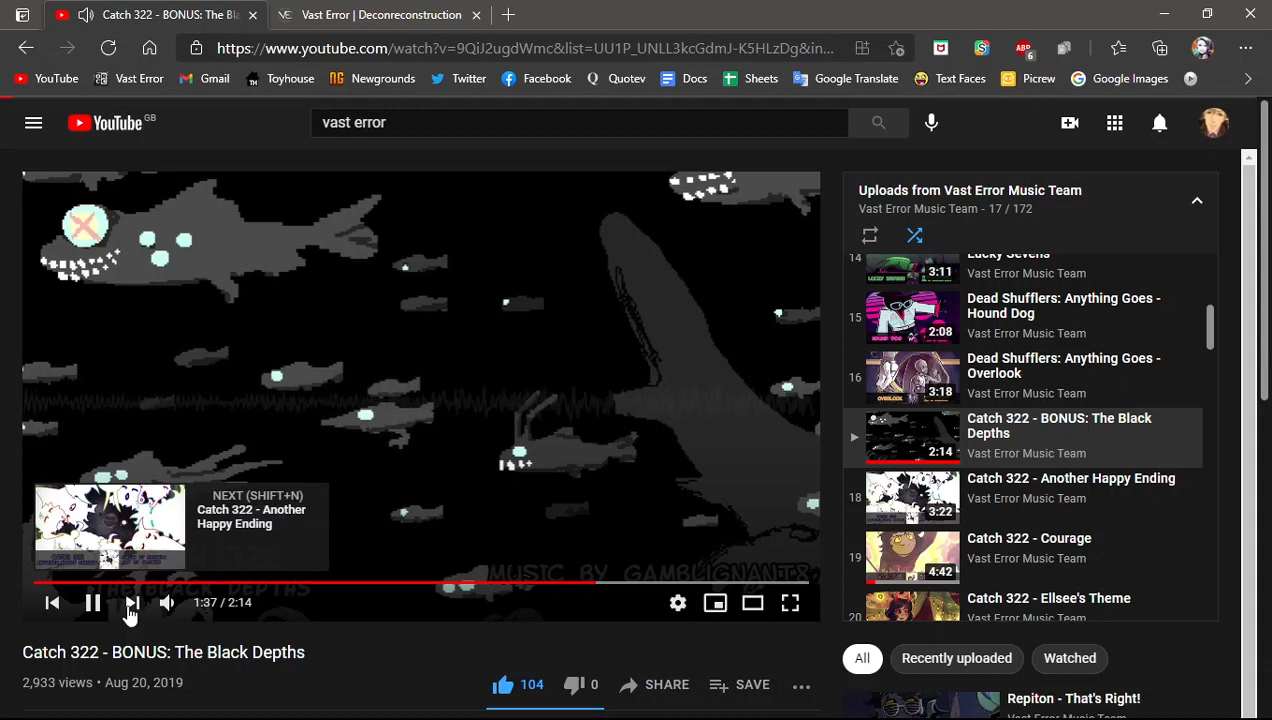 Catch 322 - BONUS: The Bl
Vast Error | Deconreconstruction
https://www.youtube.com/watch?v=9QiJ2ugdWmc&list=UU1P_UNLL3kcGdmJ-K5HLzDg&in...
6
YouTube
Vast Error
Gmail
Toyhouse
Newgrounds
Twitter
Facebook
Quotev
Docs
Sheets
Google Translate
Text Faces
Picrew
Google Images
YouTube GB
vast error
Uploads from Vast Error Music Team
Vast Error Music Team - 17 / 172
14
Lucky Sevens
3:11
Vast Error Music Team
15
Dead Shufflers: Anything Goes -
Hound Dog
2:08
Vast Error Music Team
16
Dead Shufflers: Anything Goes -
Overlook
3:18
Vast Error Music Team
Catch 322 - BONUS: The Black
Depths
2:14
Vast Error Music Team
18
Catch 322 - Another Happy Ending
3:22
Vast Error Music Team
19
Catch 322 - Courage
4:42
Vast Error Music Team
20
Catch 322 - Ellsee's Theme
NEXT (SHIFT+N)
Catch 322 - Another
Happy Ending
MUSIC BY GAMBLIGNANT8
THE BLACK DEPTHS
1:37 / 2:14
Catch 322 - BONUS: The Black Depths
2,933 views • Aug 20, 2019
104
0
SHARE
SAVE
All
Recently uploaded
Watched
Repiton - That's Right!